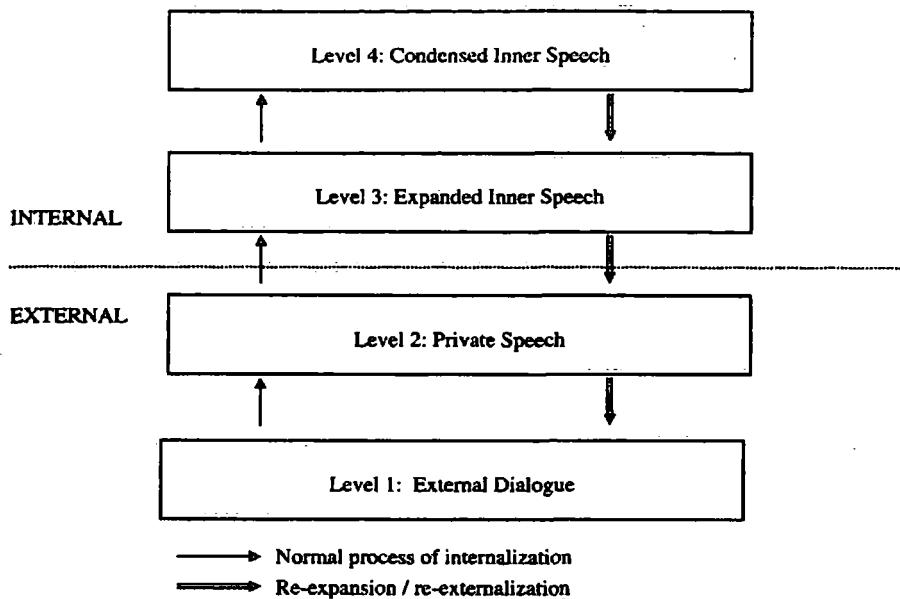 Level 4: Condensed Inner Speech
Level 3: Expanded Inner Speech
INTERNAL
EXTERNAL
Level 2: Private Speech
Level 1: External Dialogue
Normal process of internalization
Re-expansion / re-externalization